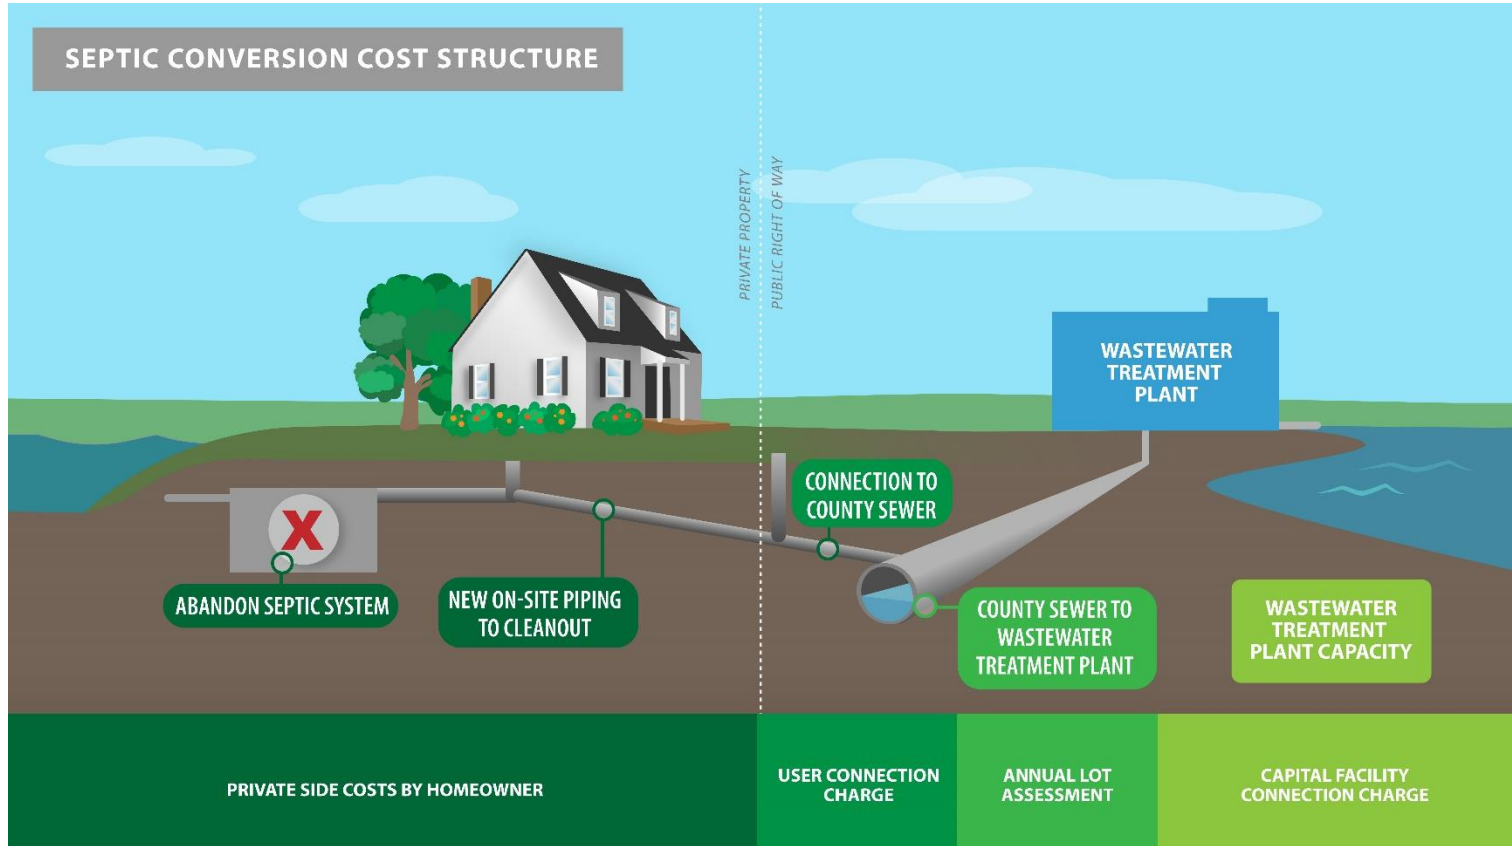 SEPTIC CONVERSION COST STRUCTURE
PRIVATE PROPERTY
PUBLIC RIGHT OF WAY
WASTEWATER
TREATMENT
PLANT
CONNECTION TO
COUNTY SEWER
X
ABANDON SEPTIC SYSTEM
NEW ON-SITE PIPING
TO CLEANOUT
COUNTY SEWER TO
WASTEWATER
TREATMENT PLANT
WASTEWATER
TREATMENT
PLANT CAPACITY
PRIVATE SIDE COSTS BY HOMEOWNER
USER CONNECTION
CHARGE
ANNUAL LOT
ASSESSMENT
CAPITAL FACILITY
CONNECTION CHARGE